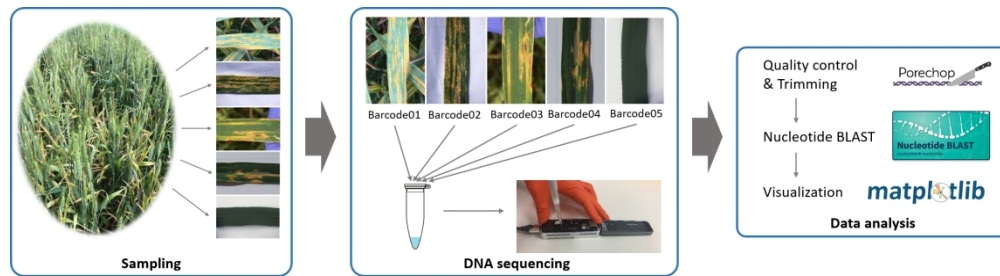 Sampling
Barcode01 Barcode02 Barcode03 Barcode04 Barcode05
DNA sequencing
Quality control
& Trimming
Porechop
Nucleotide BLAST
Nucleotide BLAST
Visualization
matplotlib
Data analysis